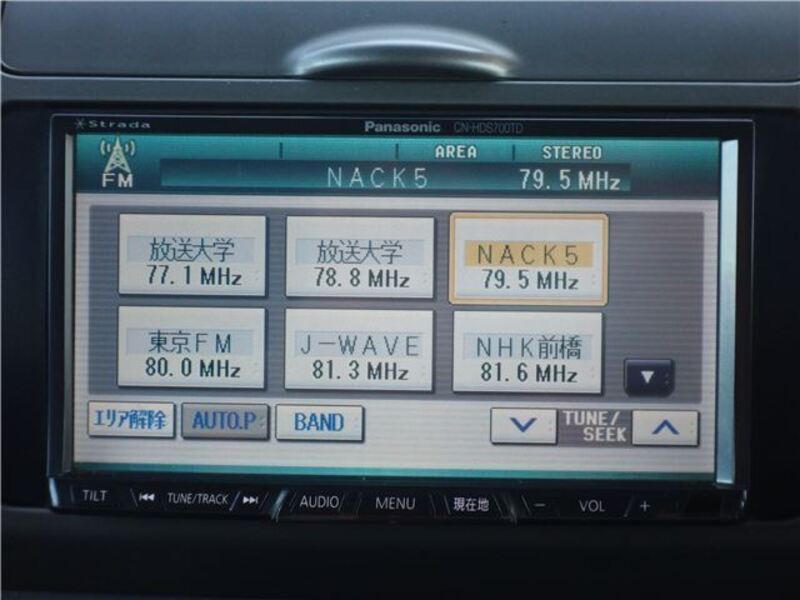 Strada
Panasonic CN-HDS700TD
AREA STEREO
FM NACK5 79.5 MHz
放送大学
77.1 MHz
放送大学
78.8 MHz
NACK5
79.5 MHz
東京FM
80.0 MHz
J-WAVE
81.3 MHz
NHK前橋
81.6 MHz
▼
エリア解除 AUTO.P BAND
TUNE/
SEEK
TILT TUNE/TRACK AUDIO MENU 現在地 － VOL ＋